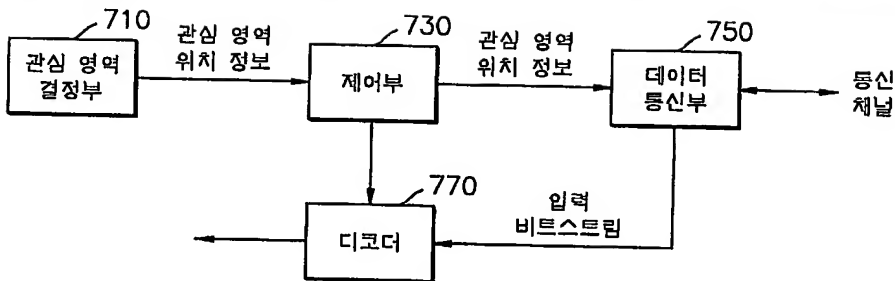 710
관심 영역
결정부
관심 영역
위치 정보
730
제어부
관심 영역
위치 정보
750
데이터
통신부
통신
채널
770
디코더
입력
비트스트림